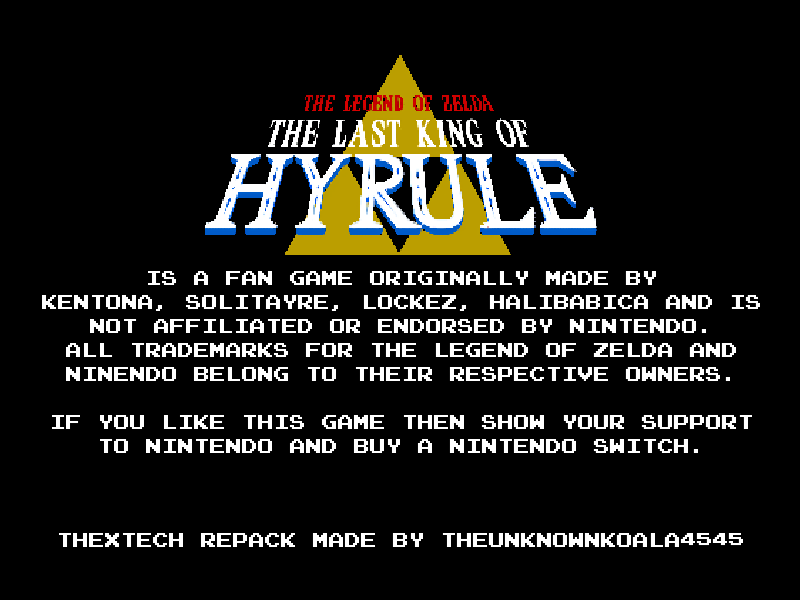 THE LEGEND OF ZELDA
THE LAST KING OF
HYRULE
IS A FAN GAME ORIGINALLY MADE BY
KENTONA, SOLITAYRE, LOCKEZ, HALIBABICA AND IS
NOT AFFILIATED OR ENDORSED BY NINTENDO.
ALL TRADEMARKS FOR THE LEGEND OF ZELDA AND
NINENDO BELONG TO THEIR RESPECTIVE OWNERS.
IF YOU LIKE THIS GAME THEN SHOW YOUR SUPPORT
TO NINTENDO AND BUY A NINTENDO SWITCH.
THEXTECH REPACK MADE BY THEUNKNOWNKOALA4545